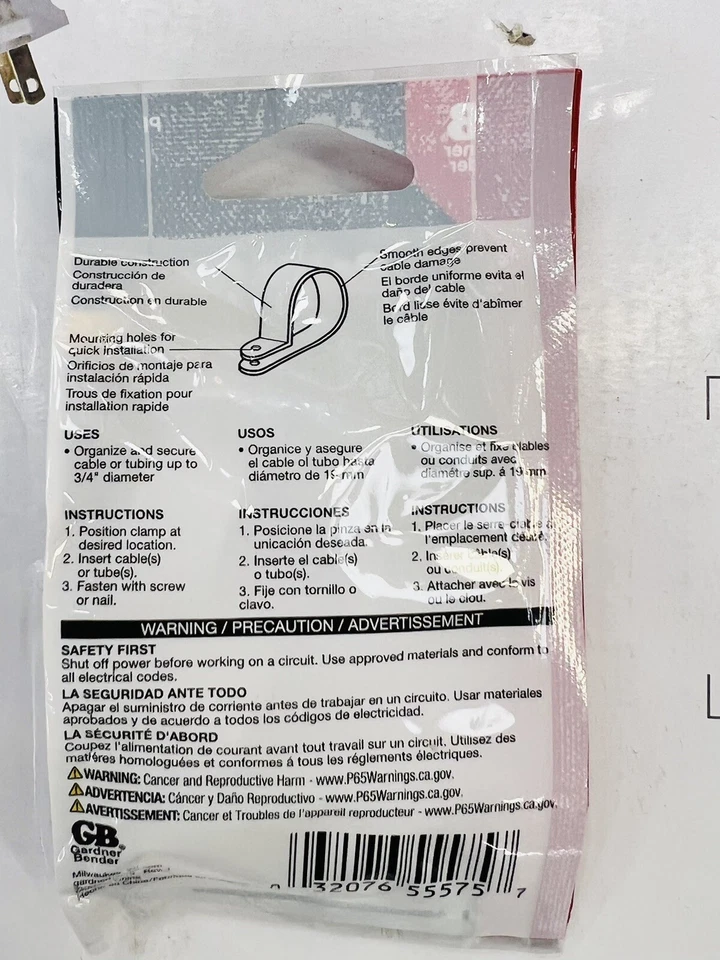 Durable construction
Construcción de
duradera
Construction en durable
Smooth edges prevent
cable damage
El borde uniforme evita el
daño del cable
Bord lisse évite d'abîmer
le câble
Mounting holes for
quick installation
Orificios de montaje para
instalación rápida
Trous de fixation pour
installation rapide
USES
• Organize and secure
cable or tubing up to
3/4" diameter
INSTRUCTIONS
1. Position clamp at
desired location.
2. Insert cable(s)
or tube(s).
3. Fasten with screw
or nail.
USOS
• Organice y asegure
el cable ol tubo hasta
diámetro de 19 mm
INSTRUCCIONES
1. Posicione la pinza en la
unicación deseada.
2. Inserte el cable(s)
o tubo(s).
3. Fije con tornillo o
clavo.
UTILISATIONS
• Organise et fixe câbles
ou conduits avec
diamétre sup. á 19 mm
INSTRUCTIONS
1. Placer le serre-câble à
l'emplacement désiré.
2. Insérer câble(s)
ou conduit(s).
3. Attacher avec la vis
ou le clou.
WARNING / PRECAUTION / ADVERTISSEMENT
SAFETY FIRST
Shut off power before working on a circuit. Use approved materials and conform to
all electrical codes.
LA SEGURIDAD ANTE TODO
Apagar el suministro de corriente antes de trabajar en un circuito. Usar materiales
aprobados y de acuerdo a todos los códigos de electricidad.
LA SÉCURITÉ D'ABORD
Coupez l'alimentation de courant avant tout travail sur un circuit. Utilisez des
matiéres homologuées et conformes á tous les réglements électriques.
WARNING: Cancer and Reproductive Harm - www.P65Warnings.ca.gov.
ADVERTENCIA: Cáncer y Daño Reproductivo - www.P65Warnings.ca.gov.
AVERTISSEMENT: Cancer et Troubles de l'appareil reproducteur - www.P65Warnings.ca.gov.
GB®
Gardner
Bender
0 32076 55575 7